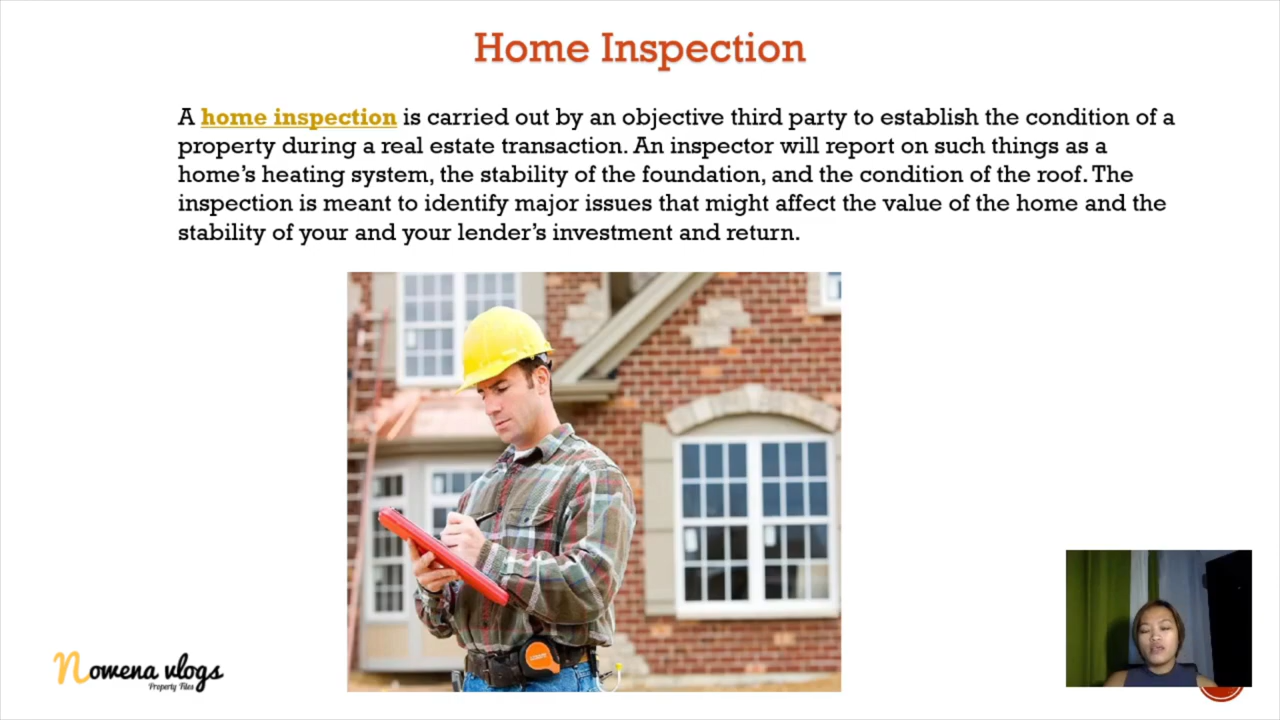 Home Inspection
A home inspection is carried out by an objective third party to establish the condition of a
property during a real estate transaction. An inspector will report on such things as a
home's heating system, the stability of the foundation, and the condition of the roof. The
inspection is meant to identify major issues that might affect the value of the home and the
stability of your and your lender's investment and return.
Nowena vlogs
Property Files